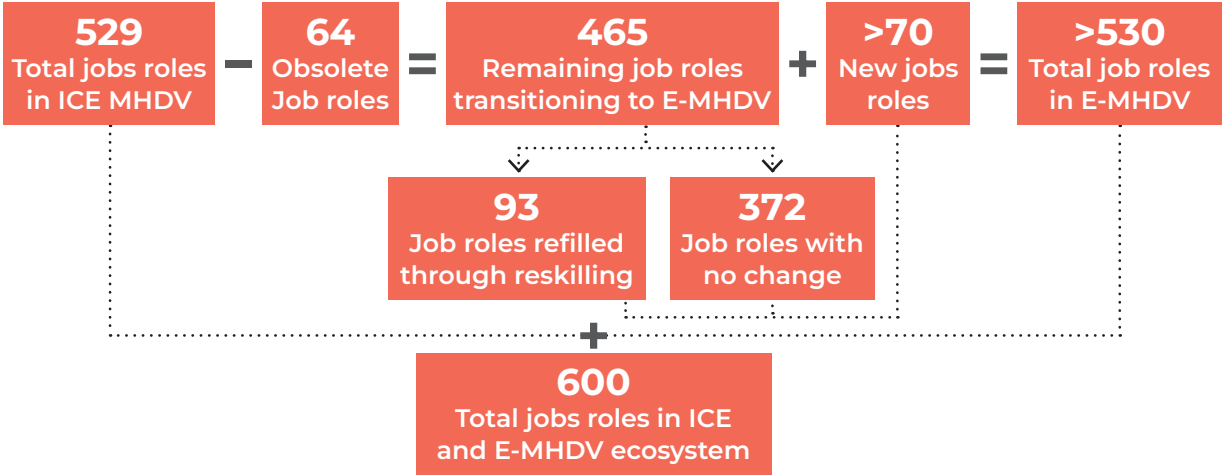 529
Total jobs roles
in ICE MHDV
−
64
Obsolete
Job roles
=
465
Remaining job roles
transitioning to E-MHDV
+
>70
New jobs
roles
=
>530
Total job roles
in E-MHDV
93
Job roles refilled
through reskilling
372
Job roles with
no change
+
600
Total jobs roles in ICE
and E-MHDV ecosystem